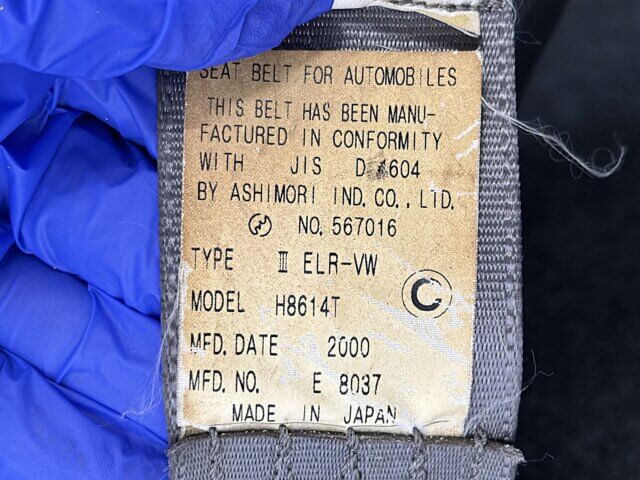 SEAT BELT FOR AUTOMOBILES
THIS BELT HAS BEEN MANU-
FACTURED IN CONFORMITY
WITH JIS D 4604
BY ASHIMORI IND. CO., LTD.
NO. 567016
TYPE Ⅲ ELR-VW
MODEL H8614T
C
MFD. DATE 2000
MFD. NO. E 8037
MADE IN JAPAN